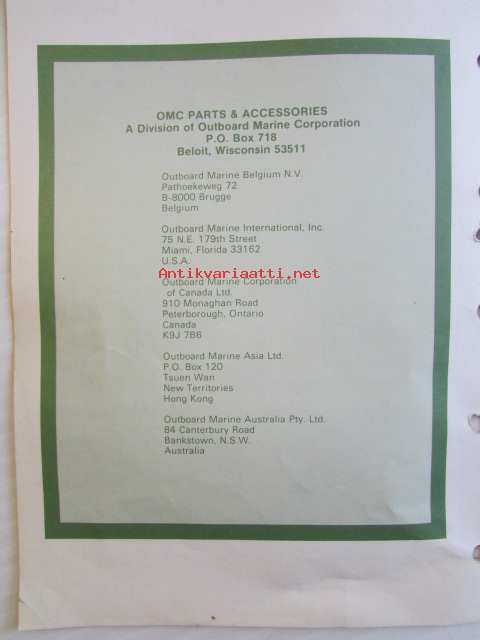 OMC PARTS & ACCESSORIES
A Division of Outboard Marine Corporation
P.O. Box 718
Beloit, Wisconsin 53511
Outboard Marine Belgium N.V.
Pathoekeweg 72
B-8000 Brugge
Belgium
Outboard Marine International, Inc.
75 N.E. 179th Street
Miami, Florida 33162
U.S.A.
Antikvariaatti.net
Outboard Marine Corporation
of Canada Ltd.
910 Monaghan Road
Peterborough, Ontario
Canada
K9J 7B6
Outboard Marine Asia Ltd.
P.O. Box 120
Tsuen Wan
New Territories
Hong Kong
Outboard Marine Australia Pty. Ltd.
84 Canterbury Road
Bankstown, N.S.W.
Australia